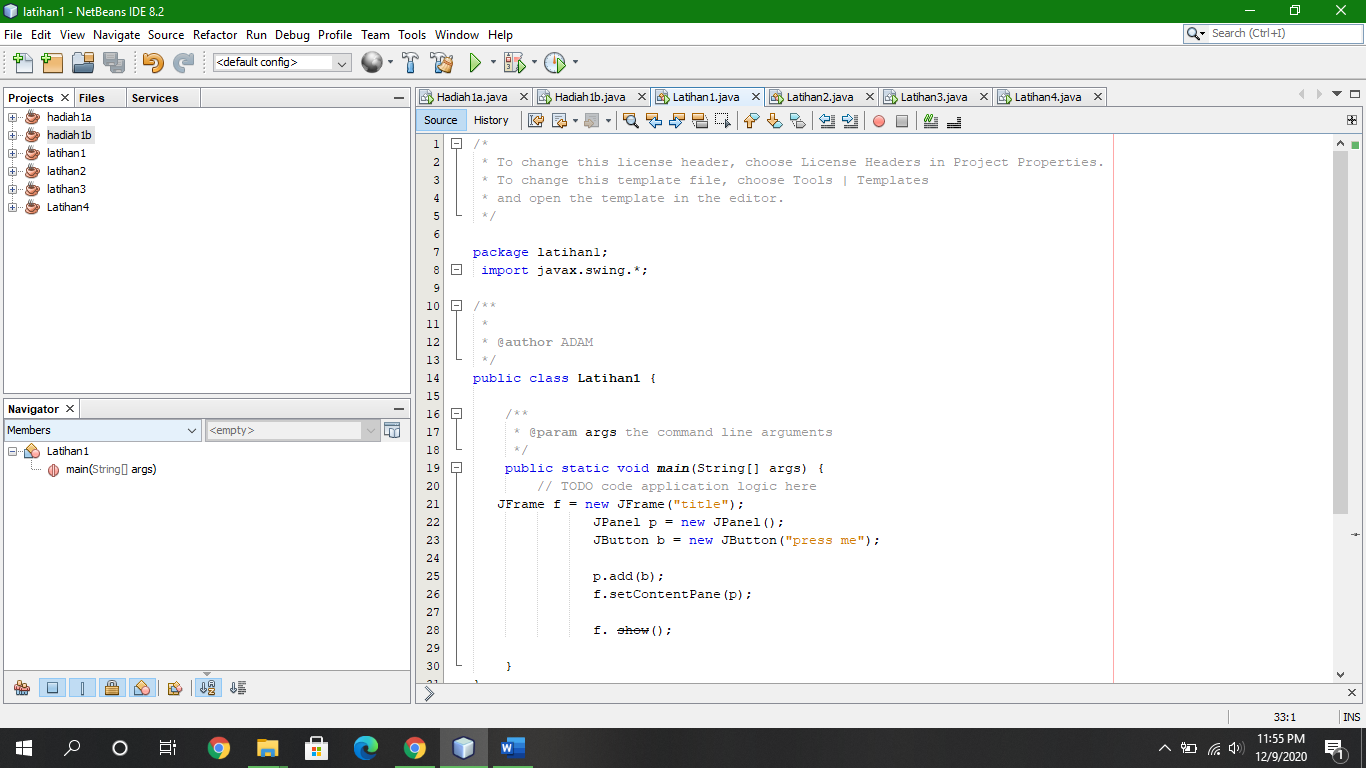 latihan1 - NetBeans IDE 8.2
File Edit View Navigate Source Refactor Run Debug Profile Team Tools Window Help
Search (Ctrl+I)
<default config>
Projects Files Services
hadiah1a
hadiah1b
latihan1
latihan2
latihan3
Latihan4
Navigator
Members <empty>
Latihan1
main(String[] args)
Hadiah1a.java Hadiah1b.java Latihan1.java Latihan2.java Latihan3.java Latihan4.java
Source History
1 /*
2 * To change this license header, choose License Headers in Project Properties.
3 * To change this template file, choose Tools | Templates
4 * and open the template in the editor.
5 */
6
7 package latihan1;
8 import javax.swing.*;
9
10 /**
11 *
12 * @author ADAM
13 */
14 public class Latihan1 {
15
16 /**
17 * @param args the command line arguments
18 */
19 public static void main(String[] args) {
20 // TODO code application logic here
21 JFrame f = new JFrame("title");
22 JPanel p = new JPanel();
23 JButton b = new JButton("press me");
24
25 p.add(b);
26 f.setContentPane(p);
27
28 f. show();
29
30 }
33:1 INS
11:55 PM
12/9/2020
1